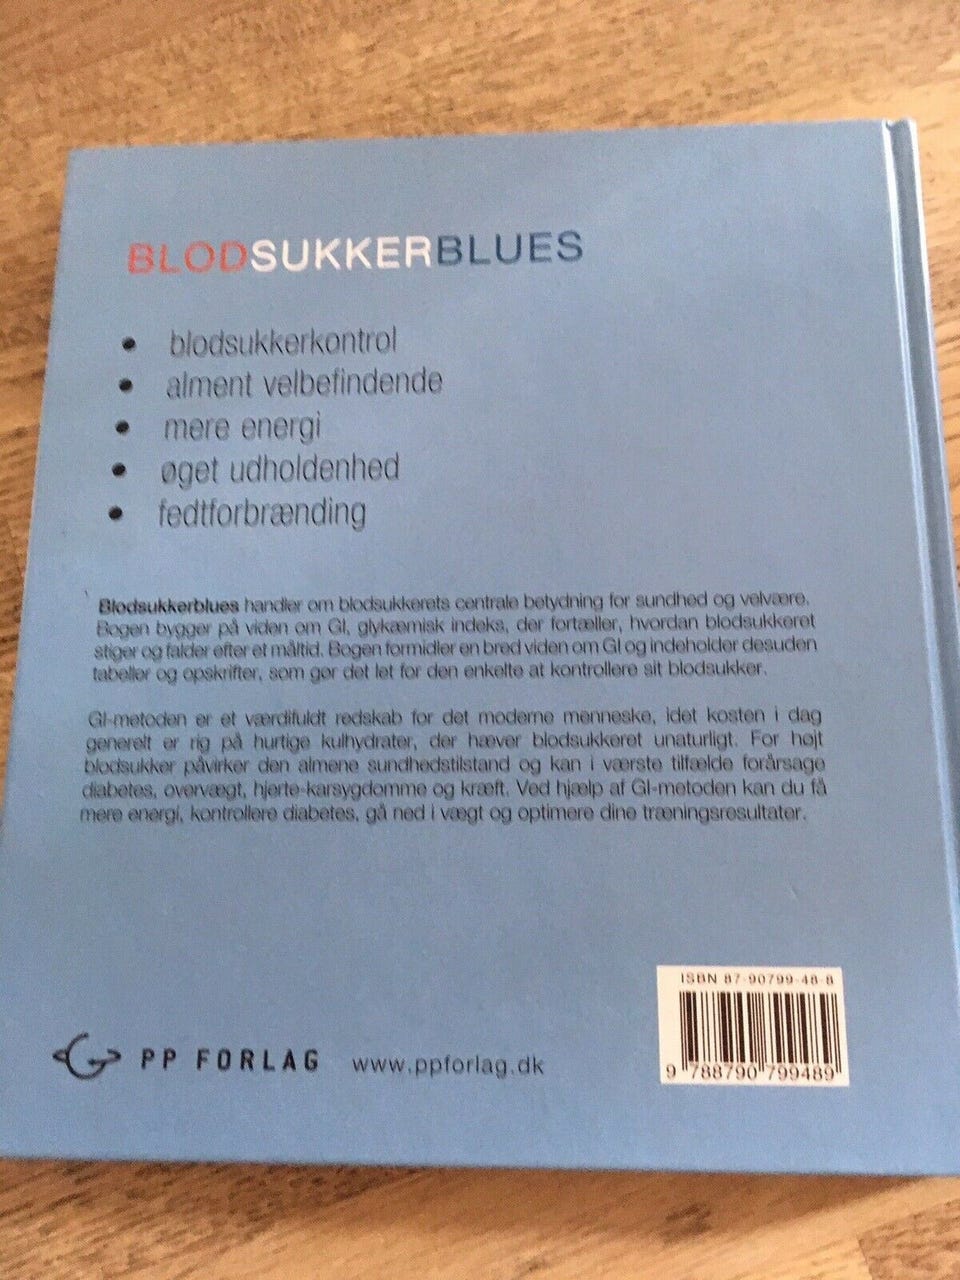 BLODSUKKERBLUES
• blodsukkerkontrol
• alment velbefindende
• mere energi
• øget udholdenhed
• fedtforbrænding
Blodsukkerblues handler om blodsukkerets centrale betydning for sundhed og velvære.
Bogen bygger på viden om GI, glykæmisk indeks, der fortæller, hvordan blodsukkeret
stiger og falder efter et måltid. Bogen formidler en bred viden om GI og indeholder desuden
tabeller og opskrifter, som gør det let for den enkelte at kontrollere sit blodsukker.
GI-metoden er et værdifuldt redskab for det moderne menneske, idet kosten i dag
generelt er rig på hurtige kulhydrater, der hæver blodsukkeret unaturligt. For højt
blodsukker påvirker den almene sundhedstilstand og kan i værste tilfælde forårsage
diabetes, overvægt, hjerte-karsygdomme og kræft. Ved hjælp af GI-metoden kan du få
mere energi, kontrollere diabetes, gå ned i vægt og optimere dine træningsresultater.
ISBN 87-90799-48-8
9 788790 799489
PP FORLAG www.ppforlag.dk